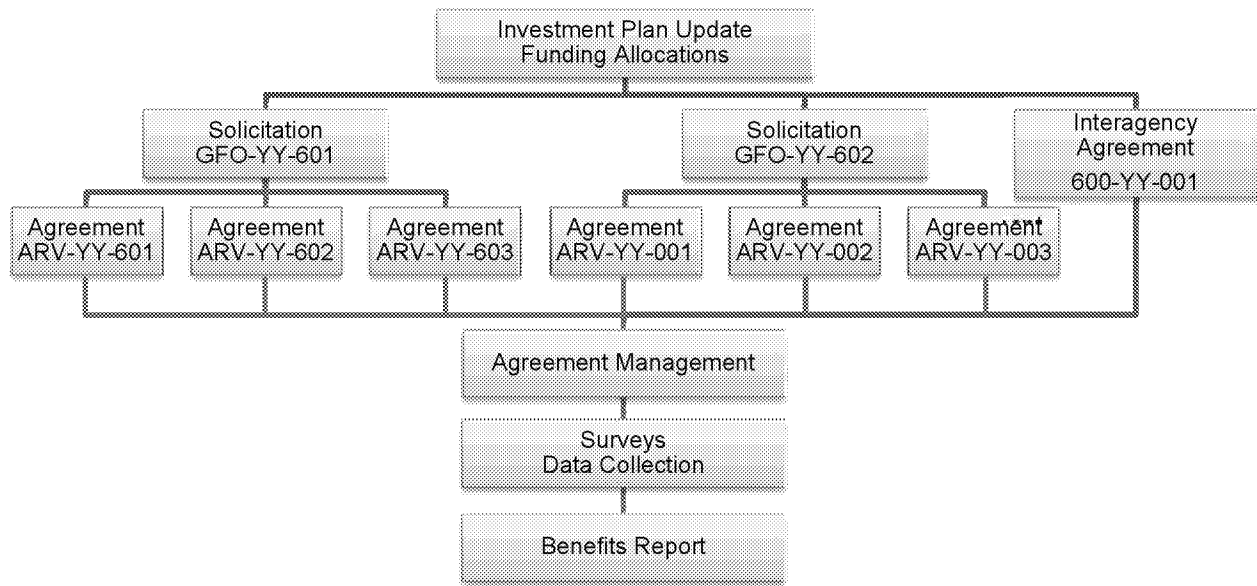 Investment Plan Update
Funding Allocations
Solicitation
GFO-YY-601
Solicitation
GFO-YY-602
Interagency
Agreement
600-YY-001
Agreement
ARV-YY-601
Agreement
ARV-YY-602
Agreement
ARV-YY-603
Agreement
ARV-YY-001
Agreement
ARV-YY-002
Agreement
ARV-YY-003
Agreement Management
Surveys
Data Collection
Benefits Report